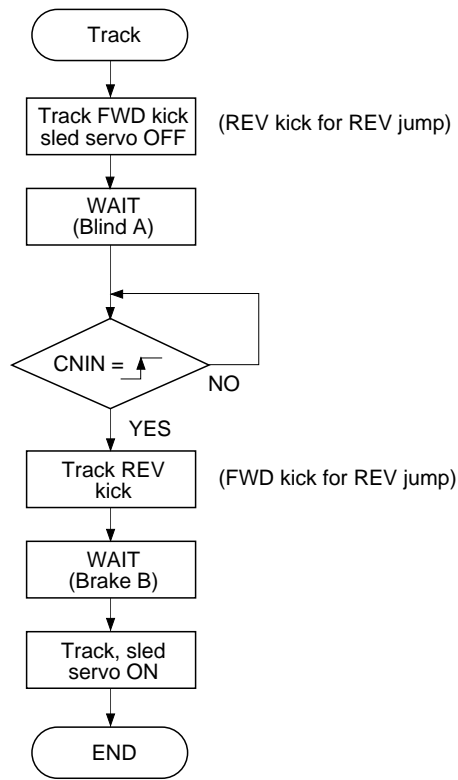 Track
Track FWD kick
sled servo OFF
(REV kick for REV jump)
WAIT
(Blind A)
CNIN =
NO
YES
Track REV
kick
(FWD kick for REV jump)
WAIT
(Brake B)
Track, sled
servo ON
END